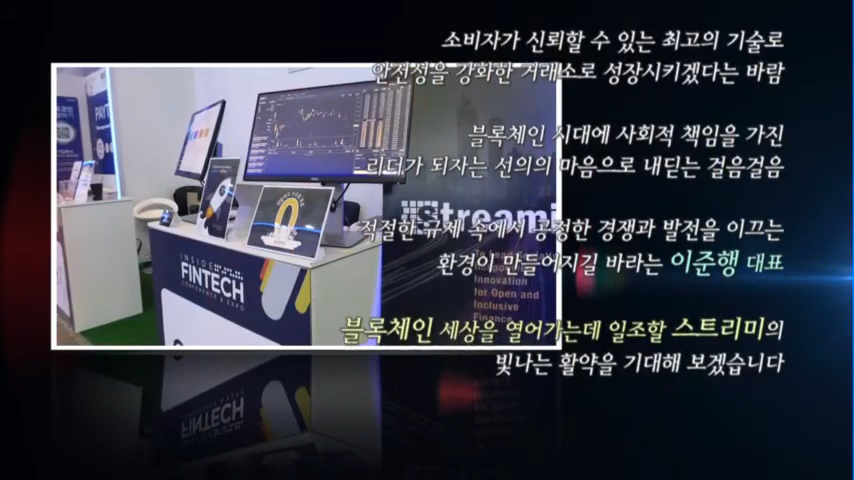 소비자가 신뢰할 수 있는 최고의 기술로
안전성을 강화한 거래소로 성장시키겠다는 바람
블록체인 시대에 사회적 책임을 가진
리더가 되자는 선의의 마음으로 내딛는 걸음걸음
적절한 규제 속에서 공정한 경쟁과 발전을 이끄는
환경이 만들어지길 바라는 이준행 대표
블록체인 세상을 열어가는데 일조할 스트리미의
빛나는 활약을 기대해 보겠습니다
INSIDE
FINTECH
CONFERENCE & EXPO
Streami
Innovation
for Open and
Inclusive
Finance
PAYT